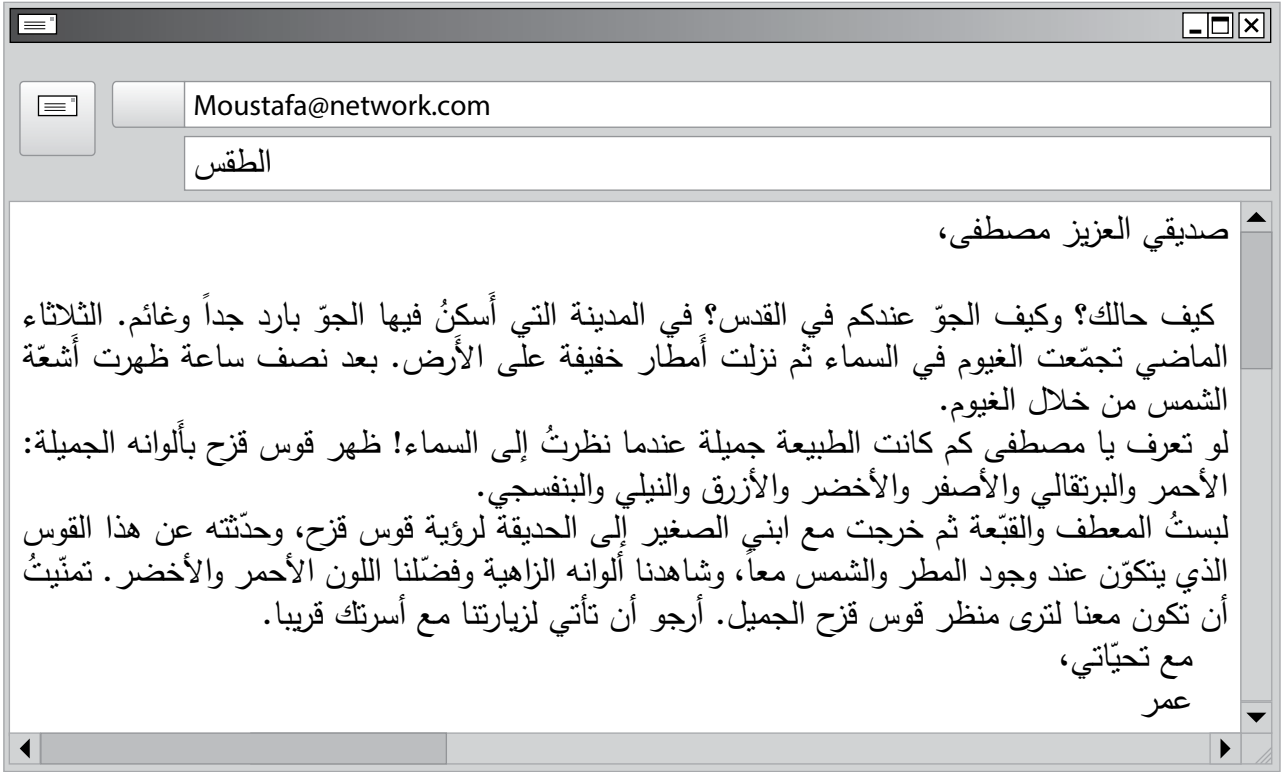 Moustafa@network.com
الطقس
صديقي العزيز مصطفى،
كيف حالك؟ وكيف الجوّ عندكم في القدس؟ في المدينة التي أَسكنُ فيها الجوّ بارد جداً وغائم. الثلاثاء
الماضي تجمّعت الغيوم في السماء ثم نزلت أَمطار خفيفة على الأَرض. بعد نصف ساعة ظهرت أَشعّة
الشمس من خلال الغيوم.
لو تعرف يا مصطفى كم كانت الطبيعة جميلة عندما نظرتُ إلى السماء! ظهر قوس قزح بأَلوانه الجميلة:
الأحمر والبرتقالي والأصفر والأخضر والأزرق والنيلي والبنفسجي.
لبستُ المعطف والقبّعة ثم خرجت مع ابني الصغير إلى الحديقة لرؤية قوس قزح، وحدّثته عن هذا القوس
الذي يتكوّن عند وجود المطر والشمس معاً، وشاهدنا ألوانه الزاهية وفضّلنا اللون الأحمر والأخضر. تمنّيتُ
أن تكون معنا لترى منظر قوس قزح الجميل. أرجو أن تأتي لزيارتنا مع أسرتك قريبا.
مع تحيّاتي،
عمر